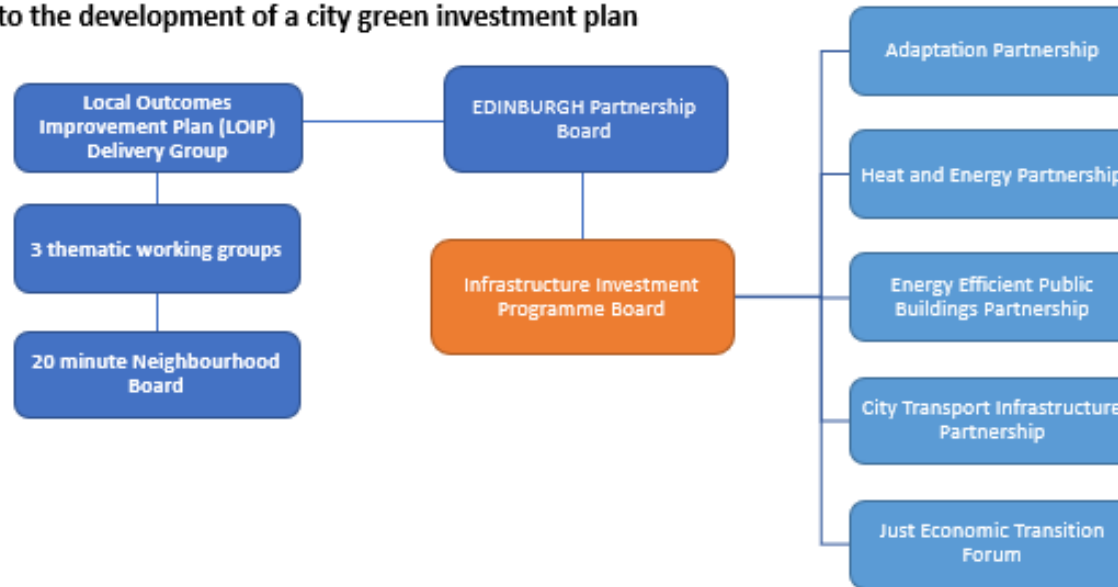 to the development of a city green investment plan
Local Outcomes
Improvement Plan (LOIP)
Delivery Group
3 thematic working groups
20 minute Neighbourhood
Board
EDINBURGH Partnership
Board
Infrastructure Investment
Programme Board
Adaptation Partnership
Heat and Energy Partnership
Energy Efficient Public
Buildings Partnership
City Transport Infrastructure
Partnership
Just Economic Transition
Forum